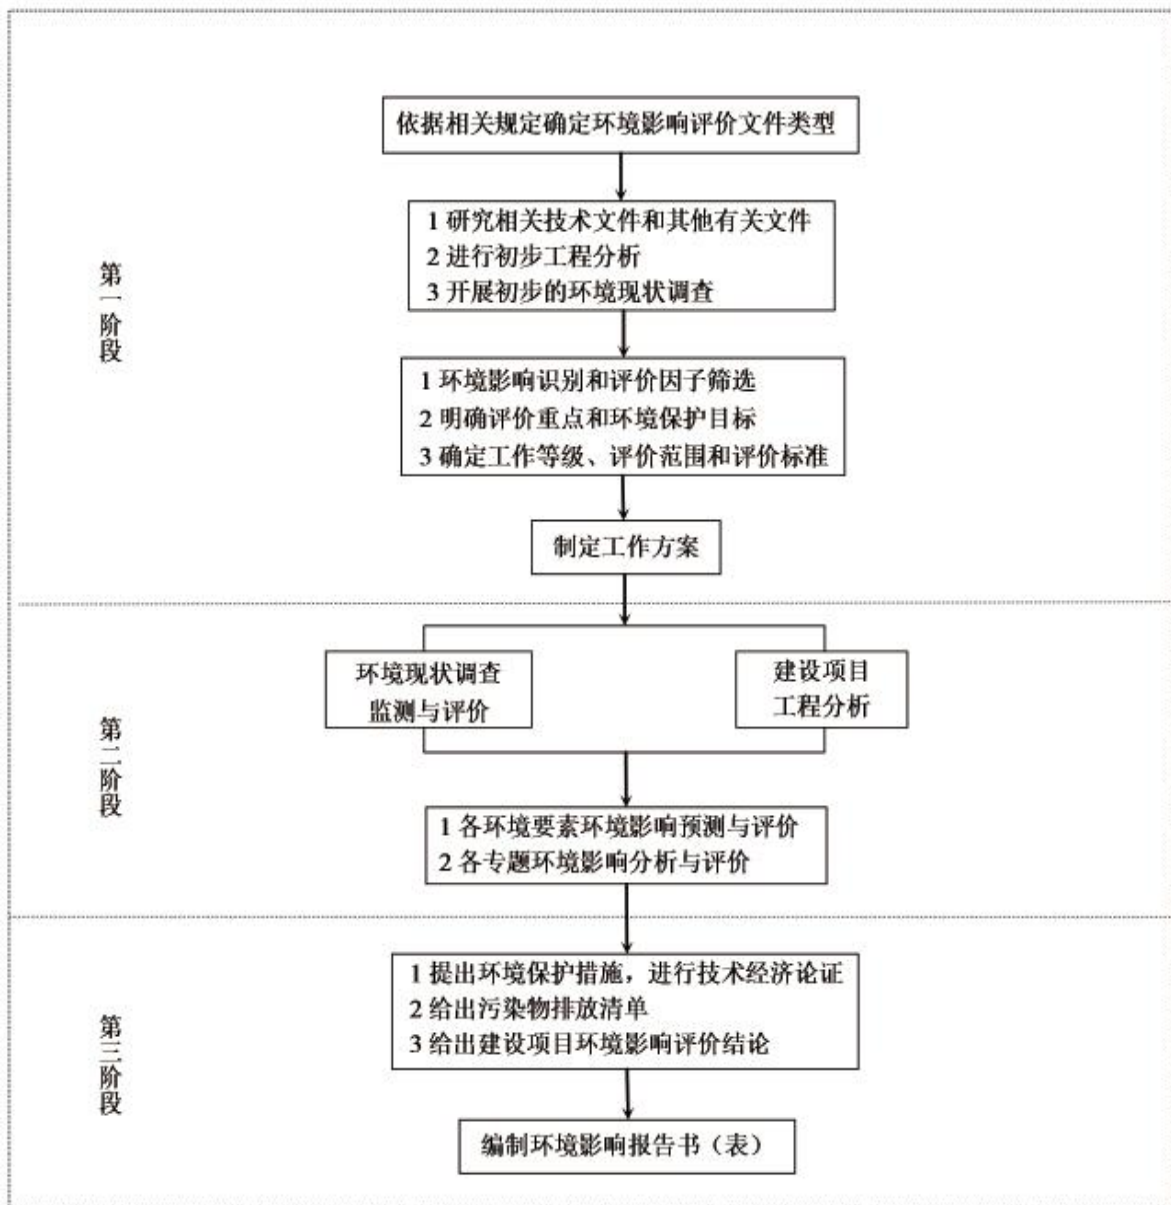 依据相关规定确定环境影响评价文件类型
1 研究相关技术文件和其他有关文件
2 进行初步工程分析
3 开展初步的环境现状调查
第一阶段
1 环境影响识别和评价因子筛选
2 明确评价重点和环境保护目标
3 确定工作等级、评价范围和评价标准
制定工作方案
环境现状调查
监测与评价
建设项目
工程分析
第二阶段
1 各环境要素环境影响预测与评价
2 各专题环境影响分析与评价
1 提出环境保护措施，进行技术经济论证
2 给出污染物排放清单
3 给出建设项目环境影响评价结论
第三阶段
编制环境影响报告书（表）